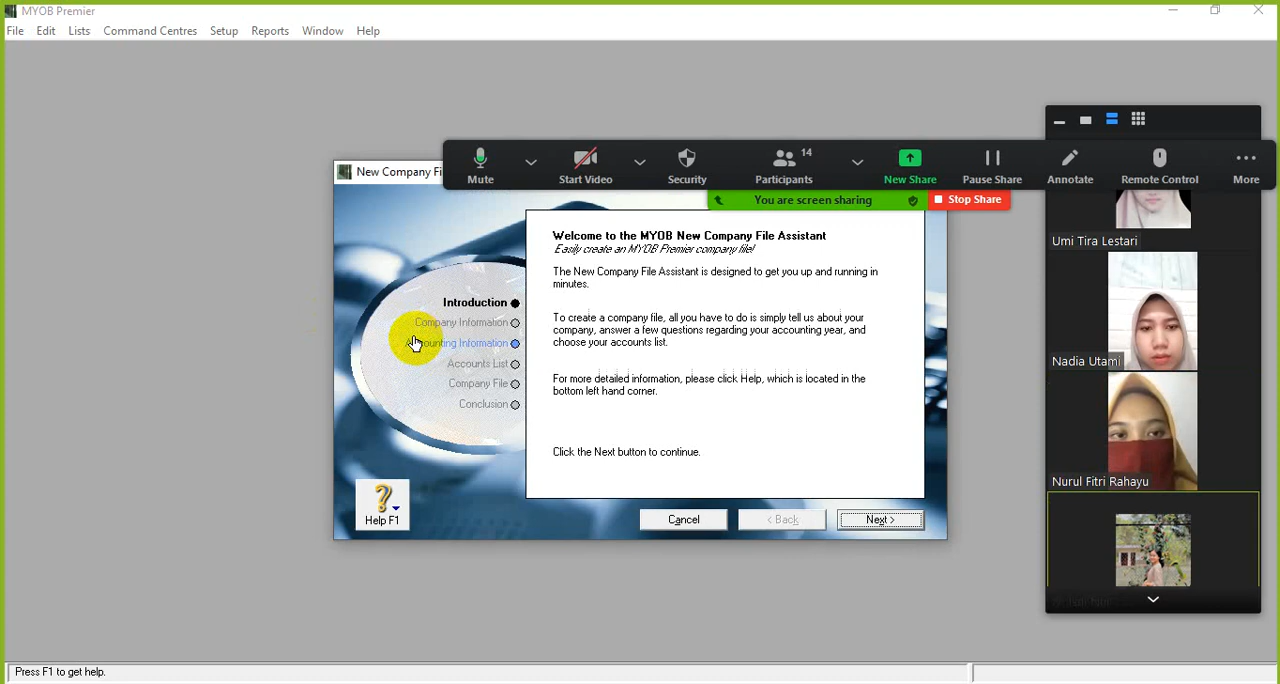 MYOB Premier
File Edit Lists Command Centres Setup Reports Window Help
Mute
Start Video
Security
14
Participants
New Share
Pause Share
Annotate
Remote Control
More
You are screen sharing
Stop Share
New Company Fi
Welcome to the MYOB New Company File Assistant
Easily create an MYOB Premier company file!
The New Company File Assistant is designed to get you up and running in
minutes.
To create a company file, all you have to do is simply tell us about your
company, answer a few questions regarding your accounting year, and
choose your accounts list.
For more detailed information, please click Help, which is located in the
bottom left hand corner.
Click the Next button to continue.
Introduction
Company Information
Accounting Information
Accounts List
Company File
Conclusion
?
Help F1
Cancel
< Back
Next >
Umi Tira Lestari
Nadia Utami
Nurul Fitri Rahayu
Press F1 to get help.